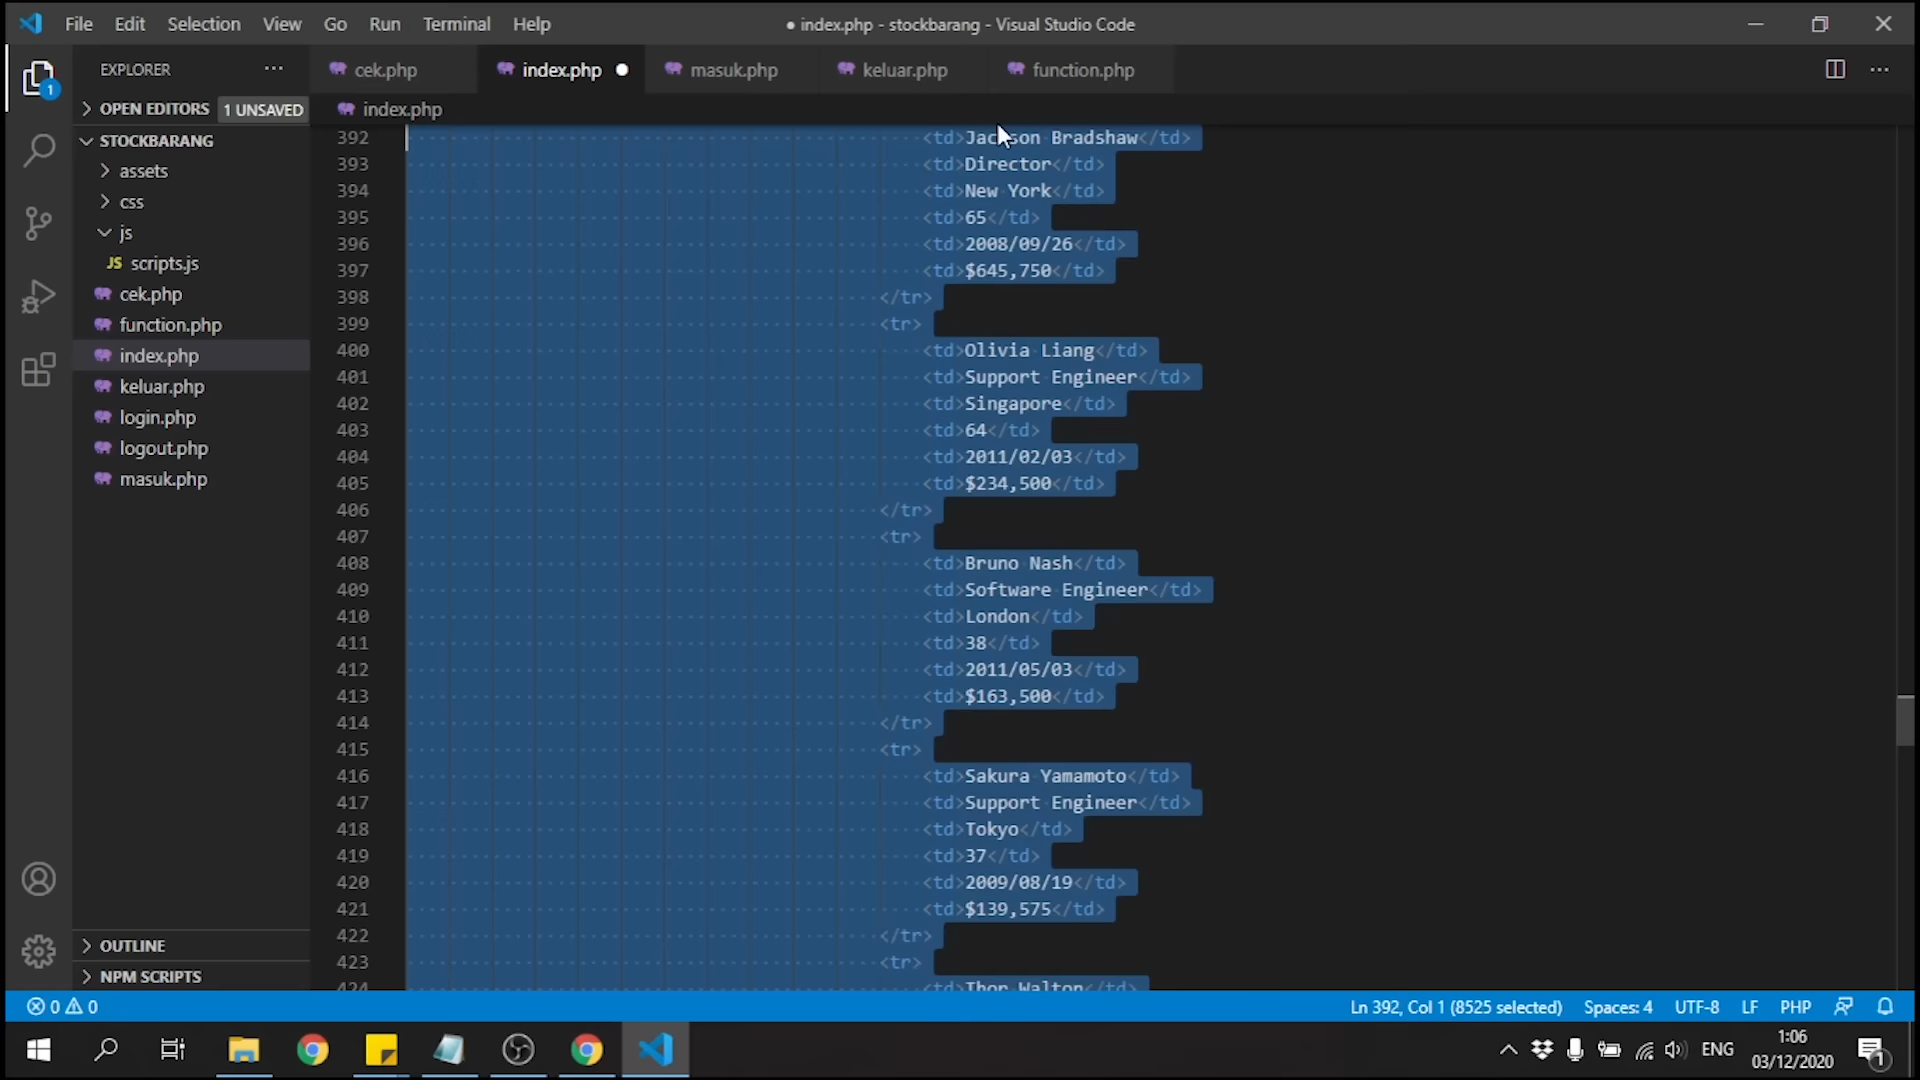 File Edit Selection View Go Run Terminal Help
● index.php - stockbarang - Visual Studio Code
EXPLORER ···
cek.php index.php ● masuk.php keluar.php function.php
OPEN EDITORS 1 UNSAVED
index.php
STOCKBARANG
assets
css
js
JS scripts.js
cek.php
function.php
index.php
keluar.php
login.php
logout.php
masuk.php
OUTLINE
NPM SCRIPTS
1
392 <td>Jackson Bradshaw</td>
393 <td>Director</td>
394 <td>New York</td>
395 <td>65</td>
396 <td>2008/09/26</td>
397 <td>$645,750</td>
398 </tr>
399 <tr>
400 <td>Olivia Liang</td>
401 <td>Support Engineer</td>
402 <td>Singapore</td>
403 <td>64</td>
404 <td>2011/02/03</td>
405 <td>$234,500</td>
406 </tr>
407 <tr>
408 <td>Bruno Nash</td>
409 <td>Software Engineer</td>
410 <td>London</td>
411 <td>38</td>
412 <td>2011/05/03</td>
413 <td>$163,500</td>
414 </tr>
415 <tr>
416 <td>Sakura Yamamoto</td>
417 <td>Support Engineer</td>
418 <td>Tokyo</td>
419 <td>37</td>
420 <td>2009/08/19</td>
421 <td>$139,575</td>
422 </tr>
423 <tr>
424 <td>Thor Walton</td>
0 0
Ln 392, Col 1 (8525 selected) Spaces: 4 UTF-8 LF PHP
ENG
1:06
03/12/2020
1